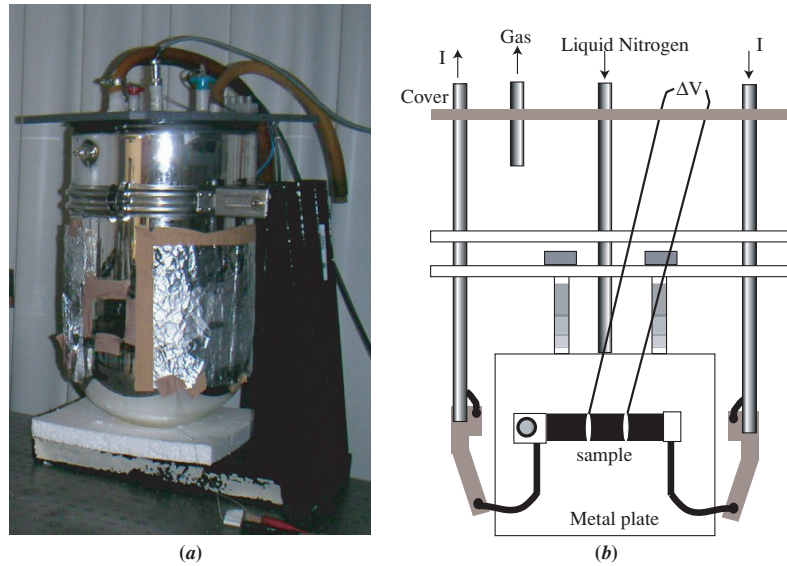 I
Gas
Liquid Nitrogen
I
Cover
ΔV
sample
Metal plate
(a)
(b)